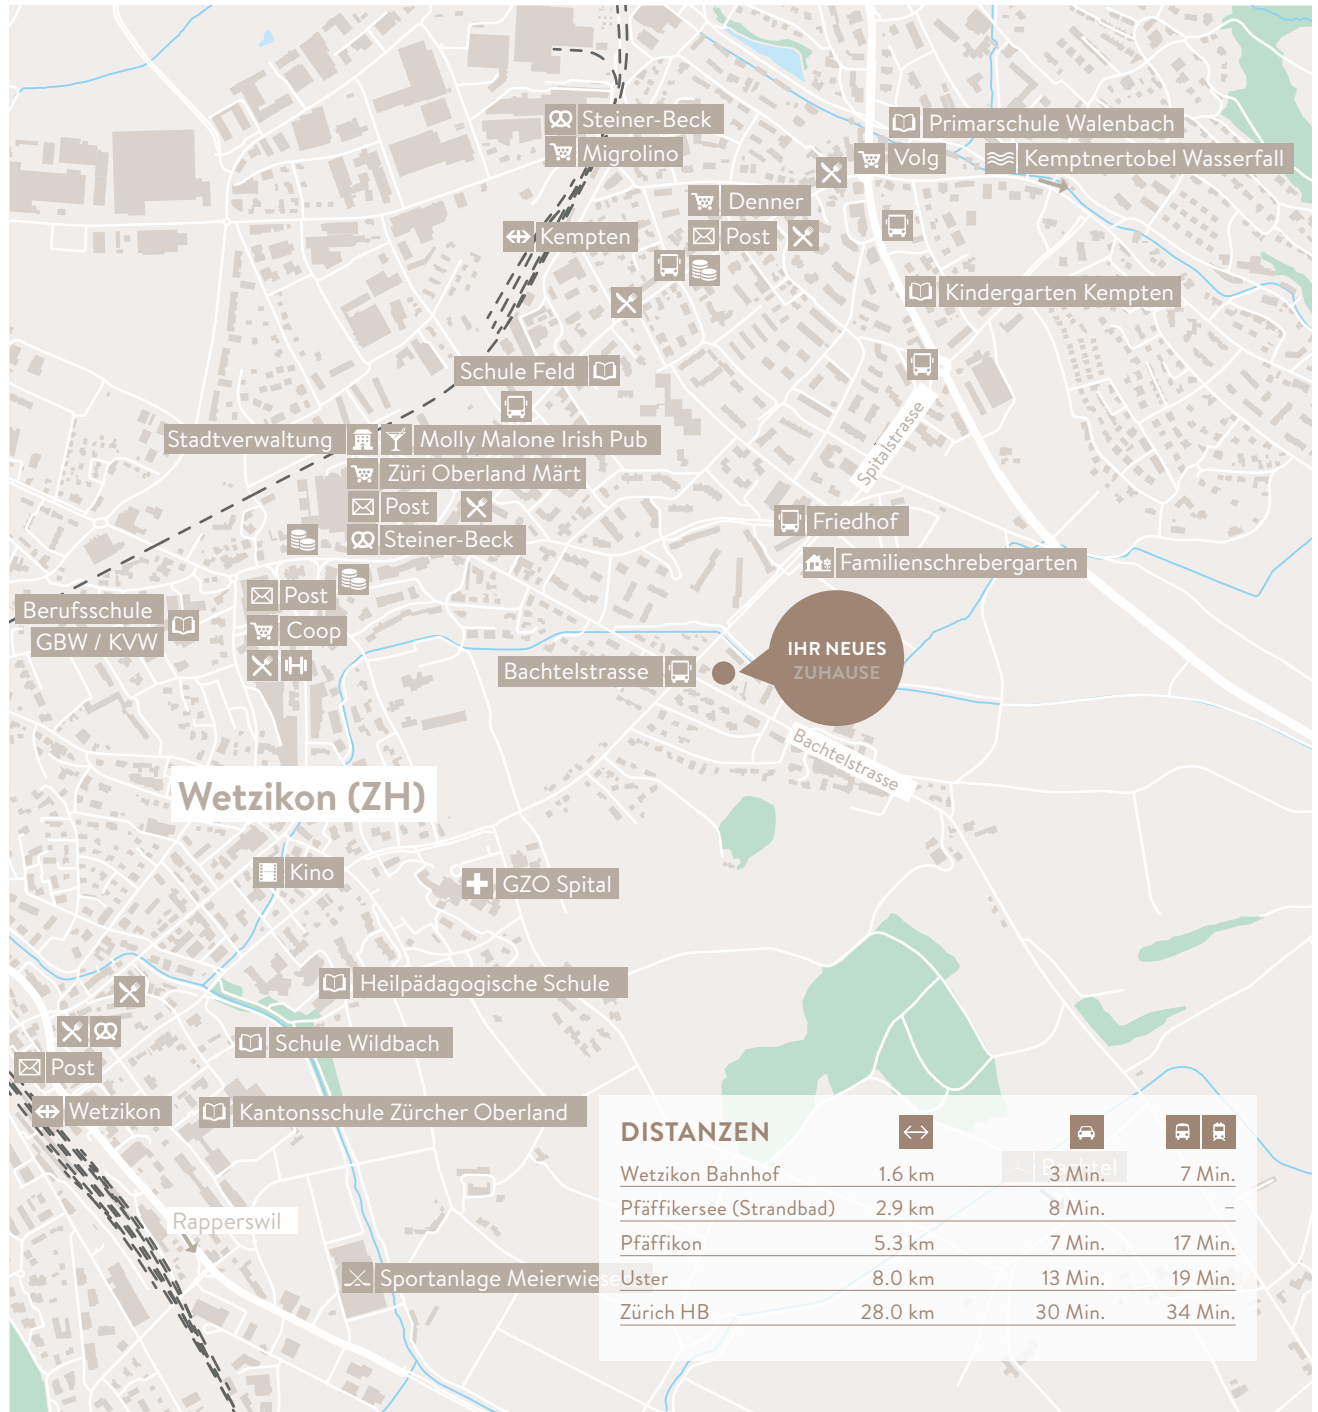 Steiner-Beck
Migrolino
Primarschule Walenbach
Volg
Kemptnertobel Wasserfall
Denner
Post
Kempten
Kindergarten Kempten
Schule Feld
Spitalstrasse
Stadtverwaltung
Molly Malone Irish Pub
Züri Oberland Märt
Post
Steiner-Beck
Friedhof
Familienschrebergarten
Post
Coop
Berufsschule
GBW / KVW
IHR NEUES
ZUHAUSE
Bachtelstrasse
Bachtelstrasse
Wetzikon (ZH)
Kino
GZO Spital
Heilpädagogische Schule
Schule Wildbach
Post
Wetzikon
Kantonsschule Zürcher Oberland
Rapperswil
Sportanlage Meierwiese
Bachtel
DISTANZEN
Wetzikon Bahnhof 1.6 km 3 Min. 7 Min.
Pfäffikersee (Strandbad) 2.9 km 8 Min. –
Pfäffikon 5.3 km 7 Min. 17 Min.
Uster 8.0 km 13 Min. 19 Min.
Zürich HB 28.0 km 30 Min. 34 Min.